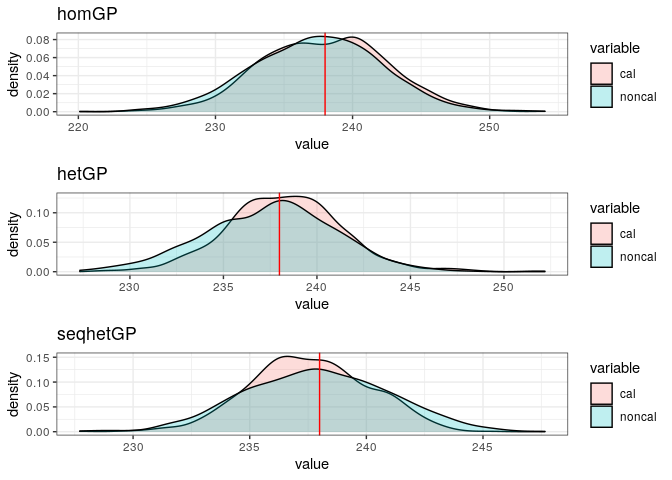 homGP
density
0.08
0.06
0.04
0.02
0.00
220 230 240 250
value
variable
cal
noncal
hetGP
density
0.10
0.05
0.00
230 235 240 245 250
value
variable
cal
noncal
seqhetGP
density
0.15
0.10
0.05
0.00
230 235 240 245
value
variable
cal
noncal